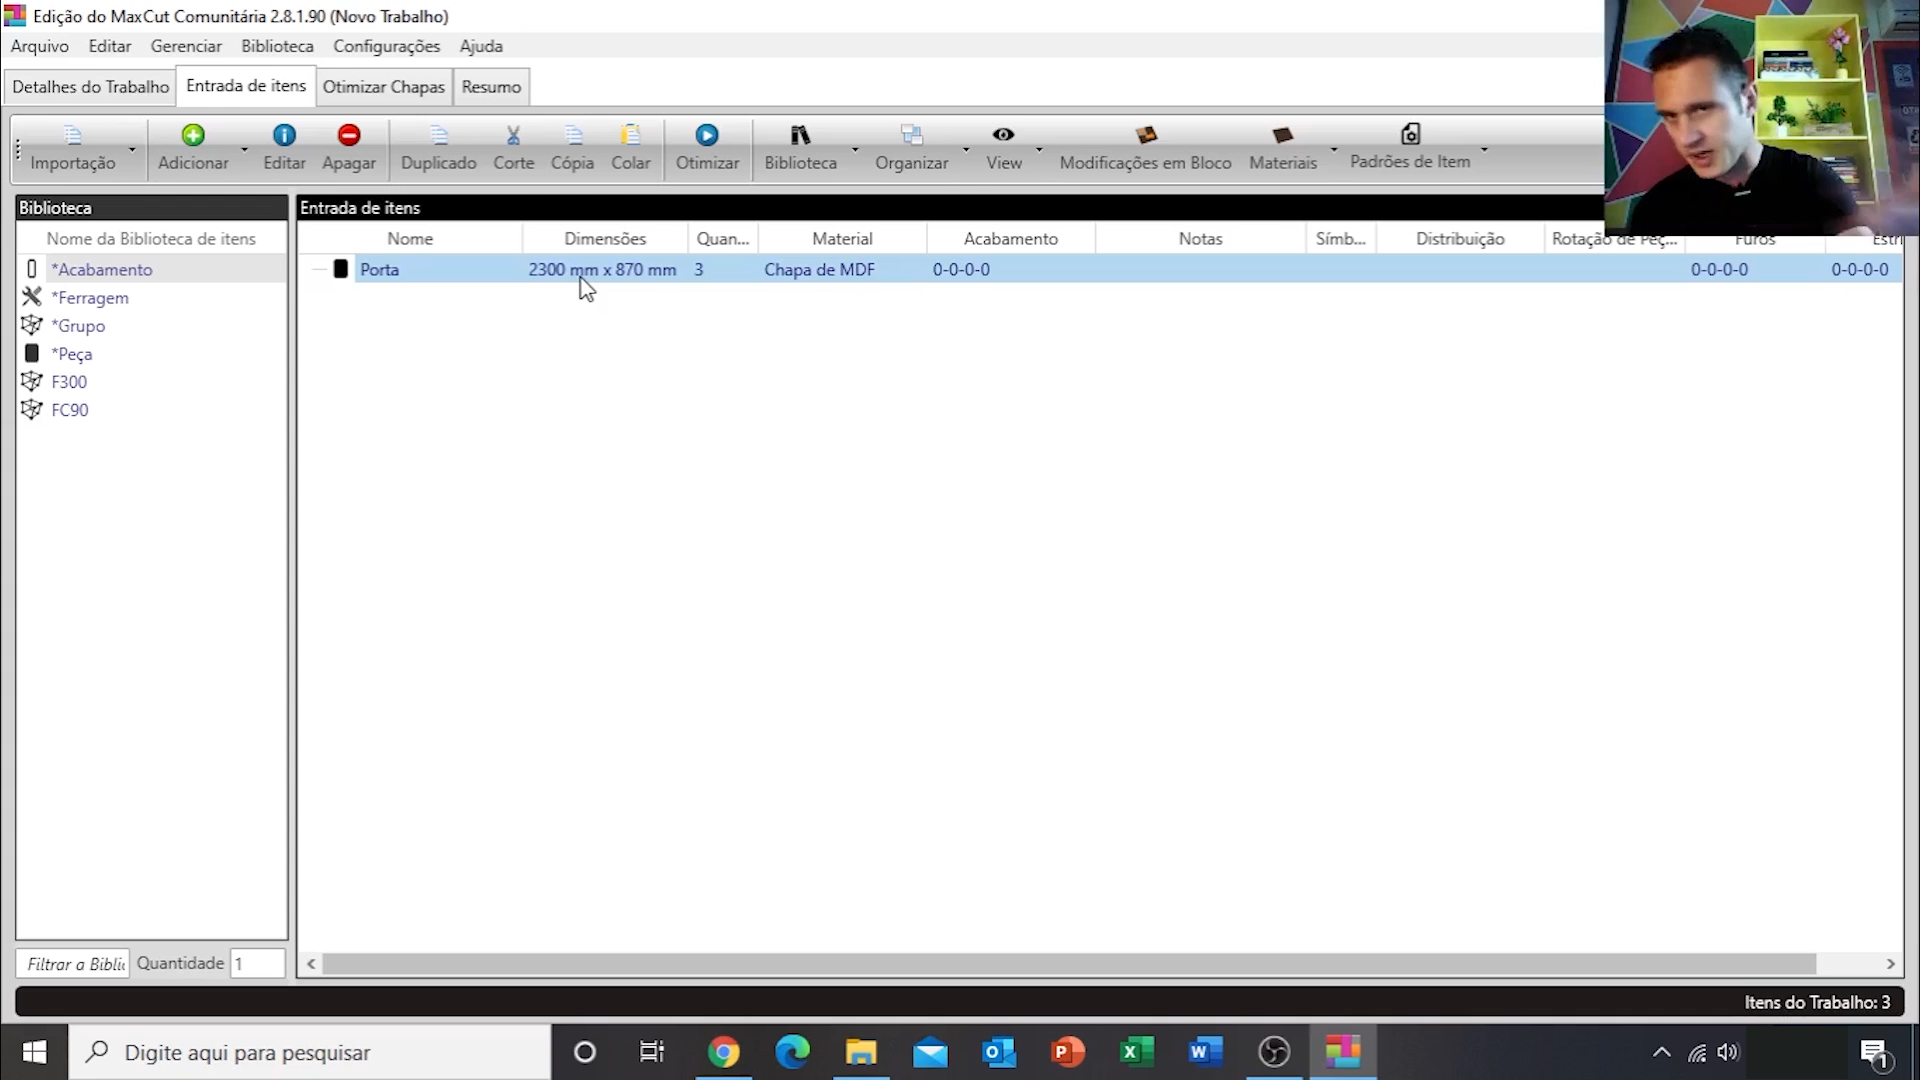 Edição do MaxCut Comunitária 2.8.1.90 (Novo Trabalho)
Arquivo Editar Gerenciar Biblioteca Configurações Ajuda
Detalhes do Trabalho Entrada de itens Otimizar Chapas Resumo
Importação Adicionar Editar Apagar Duplicado Corte Cópia Colar Otimizar Biblioteca Organizar View Modificações em Bloco Materiais Padrões de Item
Biblioteca
Entrada de itens
Nome da Biblioteca de itens
Nome Dimensões Quan... Material Acabamento Notas Símb... Distribuição Rotação de Peç... Furos Estri
*Acabamento
Porta 2300 mm x 870 mm 3 Chapa de MDF 0-0-0-0 0-0-0-0 0-0-0-0
*Ferragem
*Grupo
*Peça
F300
FC90
Filtrar a Bibli Quantidade 1
Itens do Trabalho: 3
Digite aqui para pesquisar
1